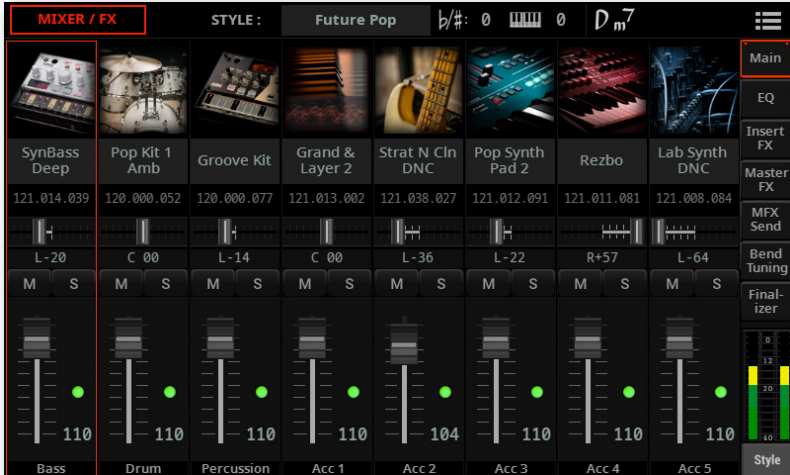 MIXER / FX STYLE : Future Pop ♭/♯: 0 0 Dm7
Main
EQ
Insert
FX
Master
FX
MFX
Send
Bend
Tuning
Final-
izer
SynBass
Deep
Pop Kit 1
Amb
Groove Kit
Grand &
Layer 2
Strat N Cln
DNC
Pop Synth
Pad 2
Rezbo
Lab Synth
DNC
121.014.039 120.000.052 120.000.077 121.013.002 121.038.027 121.012.091 121.011.081 121.008.084
L-20 C 00 L-14 C 00 L-36 L-22 R+57 L-64
M S M S M S M S M S M S M S M S
0
12
20
40
110 110 110 110 104 110 110 110
Bass Drum Percussion Acc 1 Acc 2 Acc 3 Acc 4 Acc 5
Style